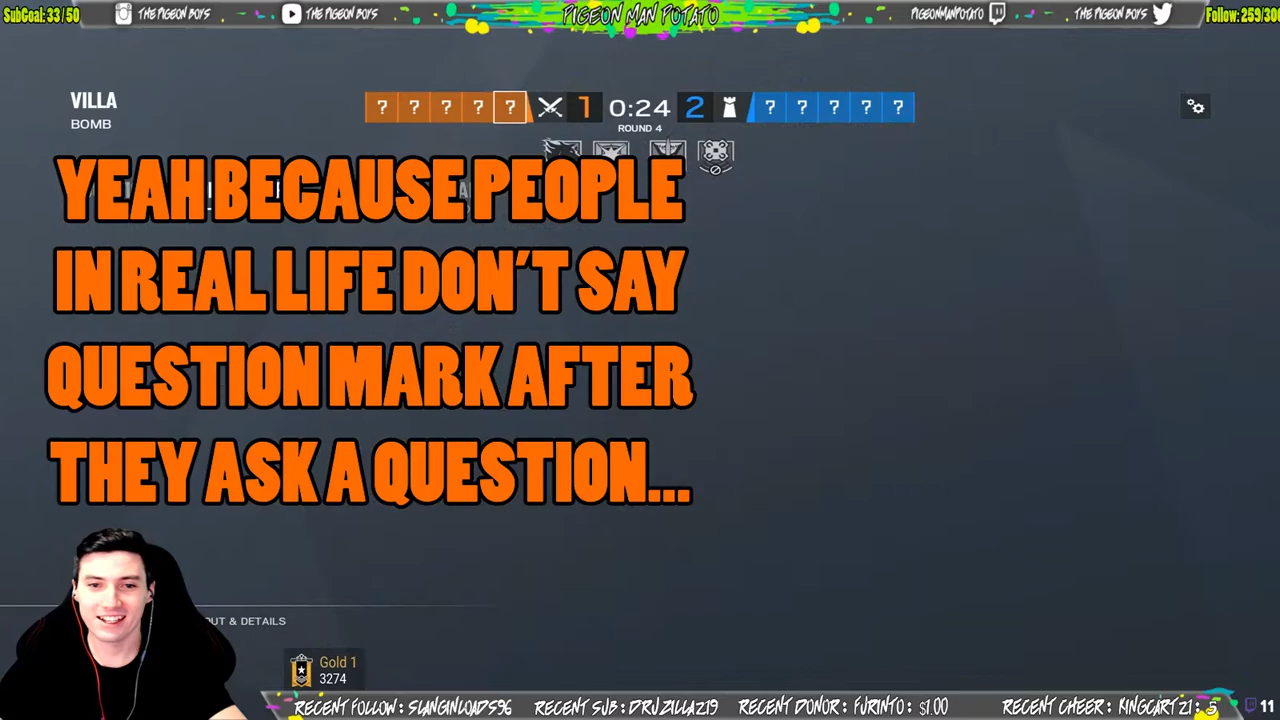 SubGoal: 33/50
THE PIGEON BOYS
THE PIGEON BOYS
PIGEON MAN POTATO
PIGEONMANPOTATO
THE PIGEON BOYS
Follow: 259/300
VILLA
BOMB
? ? ? ? ? 1 0:24 2 ? ? ? ? ?
ROUND 4
YEAH BECAUSE PEOPLE
IN REAL LIFE DON'T SAY
QUESTION MARK AFTER
THEY ASK A QUESTION...
OUT & DETAILS
Gold 1
3274
RECENT FOLLOW: SLANGINLOADS96 RECENT SUB: DRUZILLA219 RECENT DONOR: FURINTO: $1.00 RECENT CHEER: KINGCART21: 5 11